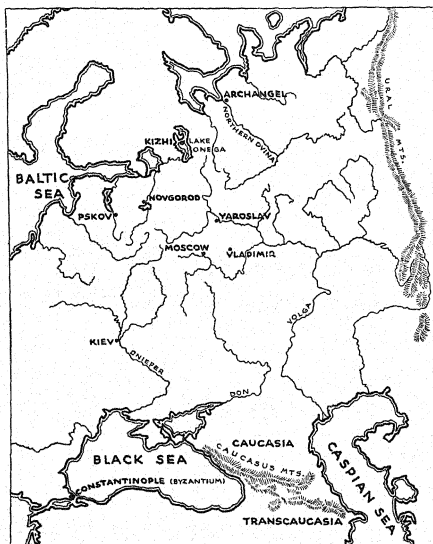 ARCHANGEL
NORTHERN DVINA
URAL MTS.
KIZHI
LAKE
ONEGA
BALTIC
SEA
NOVGOROD
PSKOV
YAROSLAV
MOSCOW
VLADIMIR
VOLGA
KIEV
DNIEPER
DON
BLACK SEA
CAUCASIA
CAUCASUS MTS.
CASPIAN SEA
CONSTANTINOPLE (BYZANTIUM)
TRANSCAUCASIA